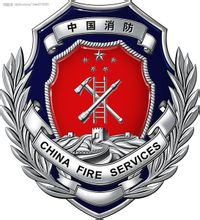 中国消防
CHINA FIRE SERVICES